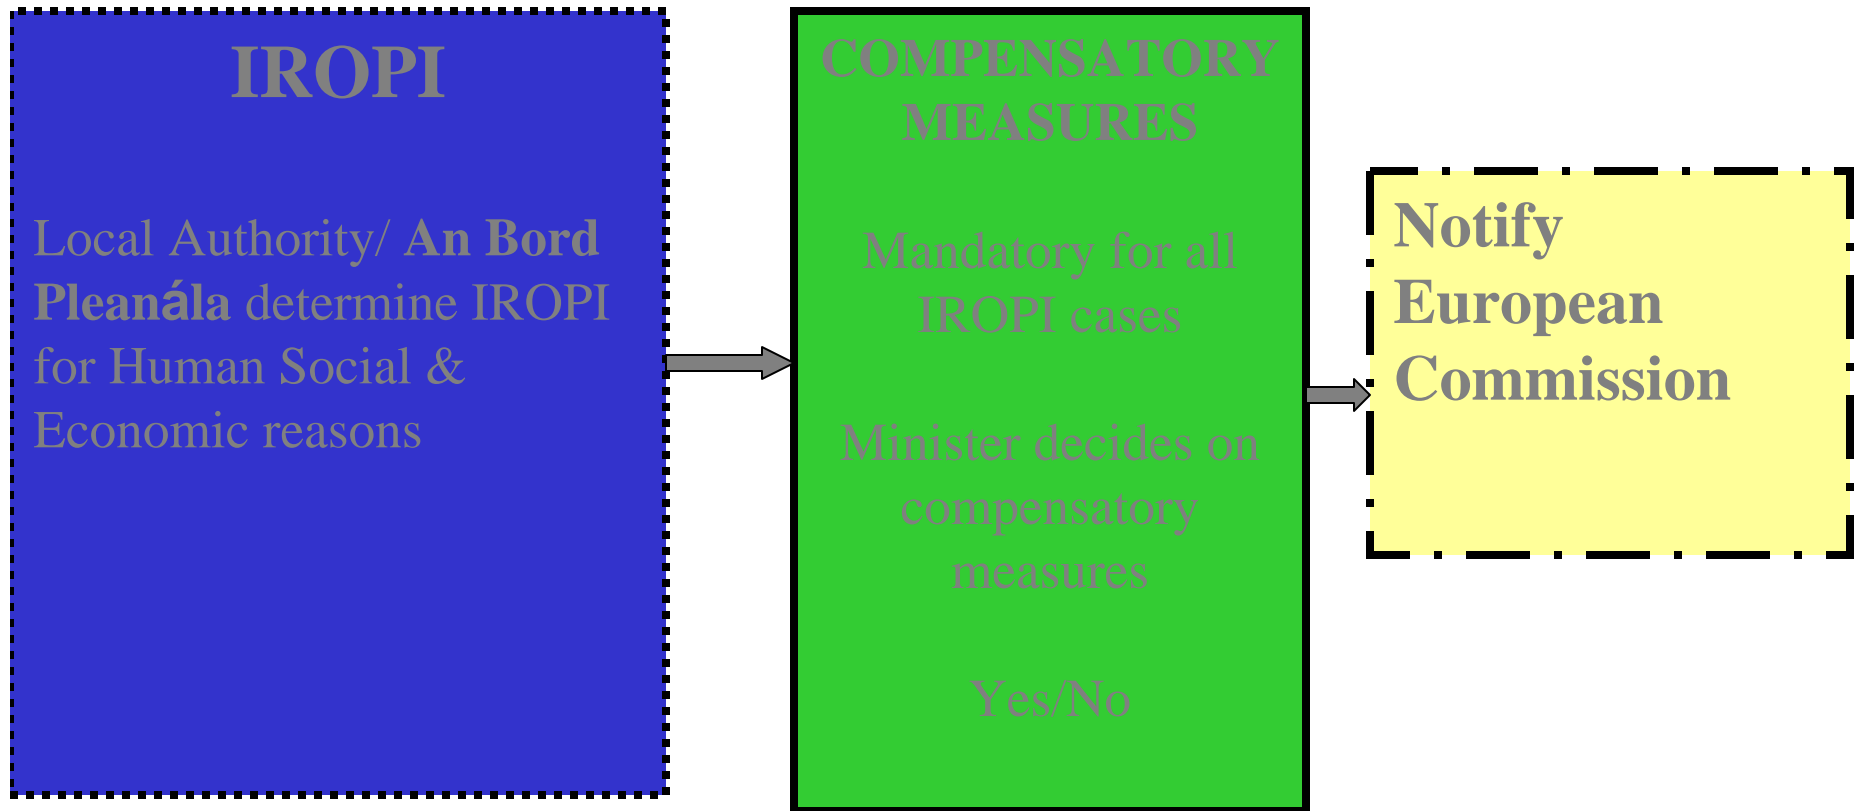 IROPI
Local Authority/ An Bord
Pleanála determine IROPI
for Human Social &
Economic reasons
COMPENSATORY
MEASURES
Mandatory for all
IROPI cases
Minister decides on
compensatory
measures
Yes/No
Notify
European
Commission